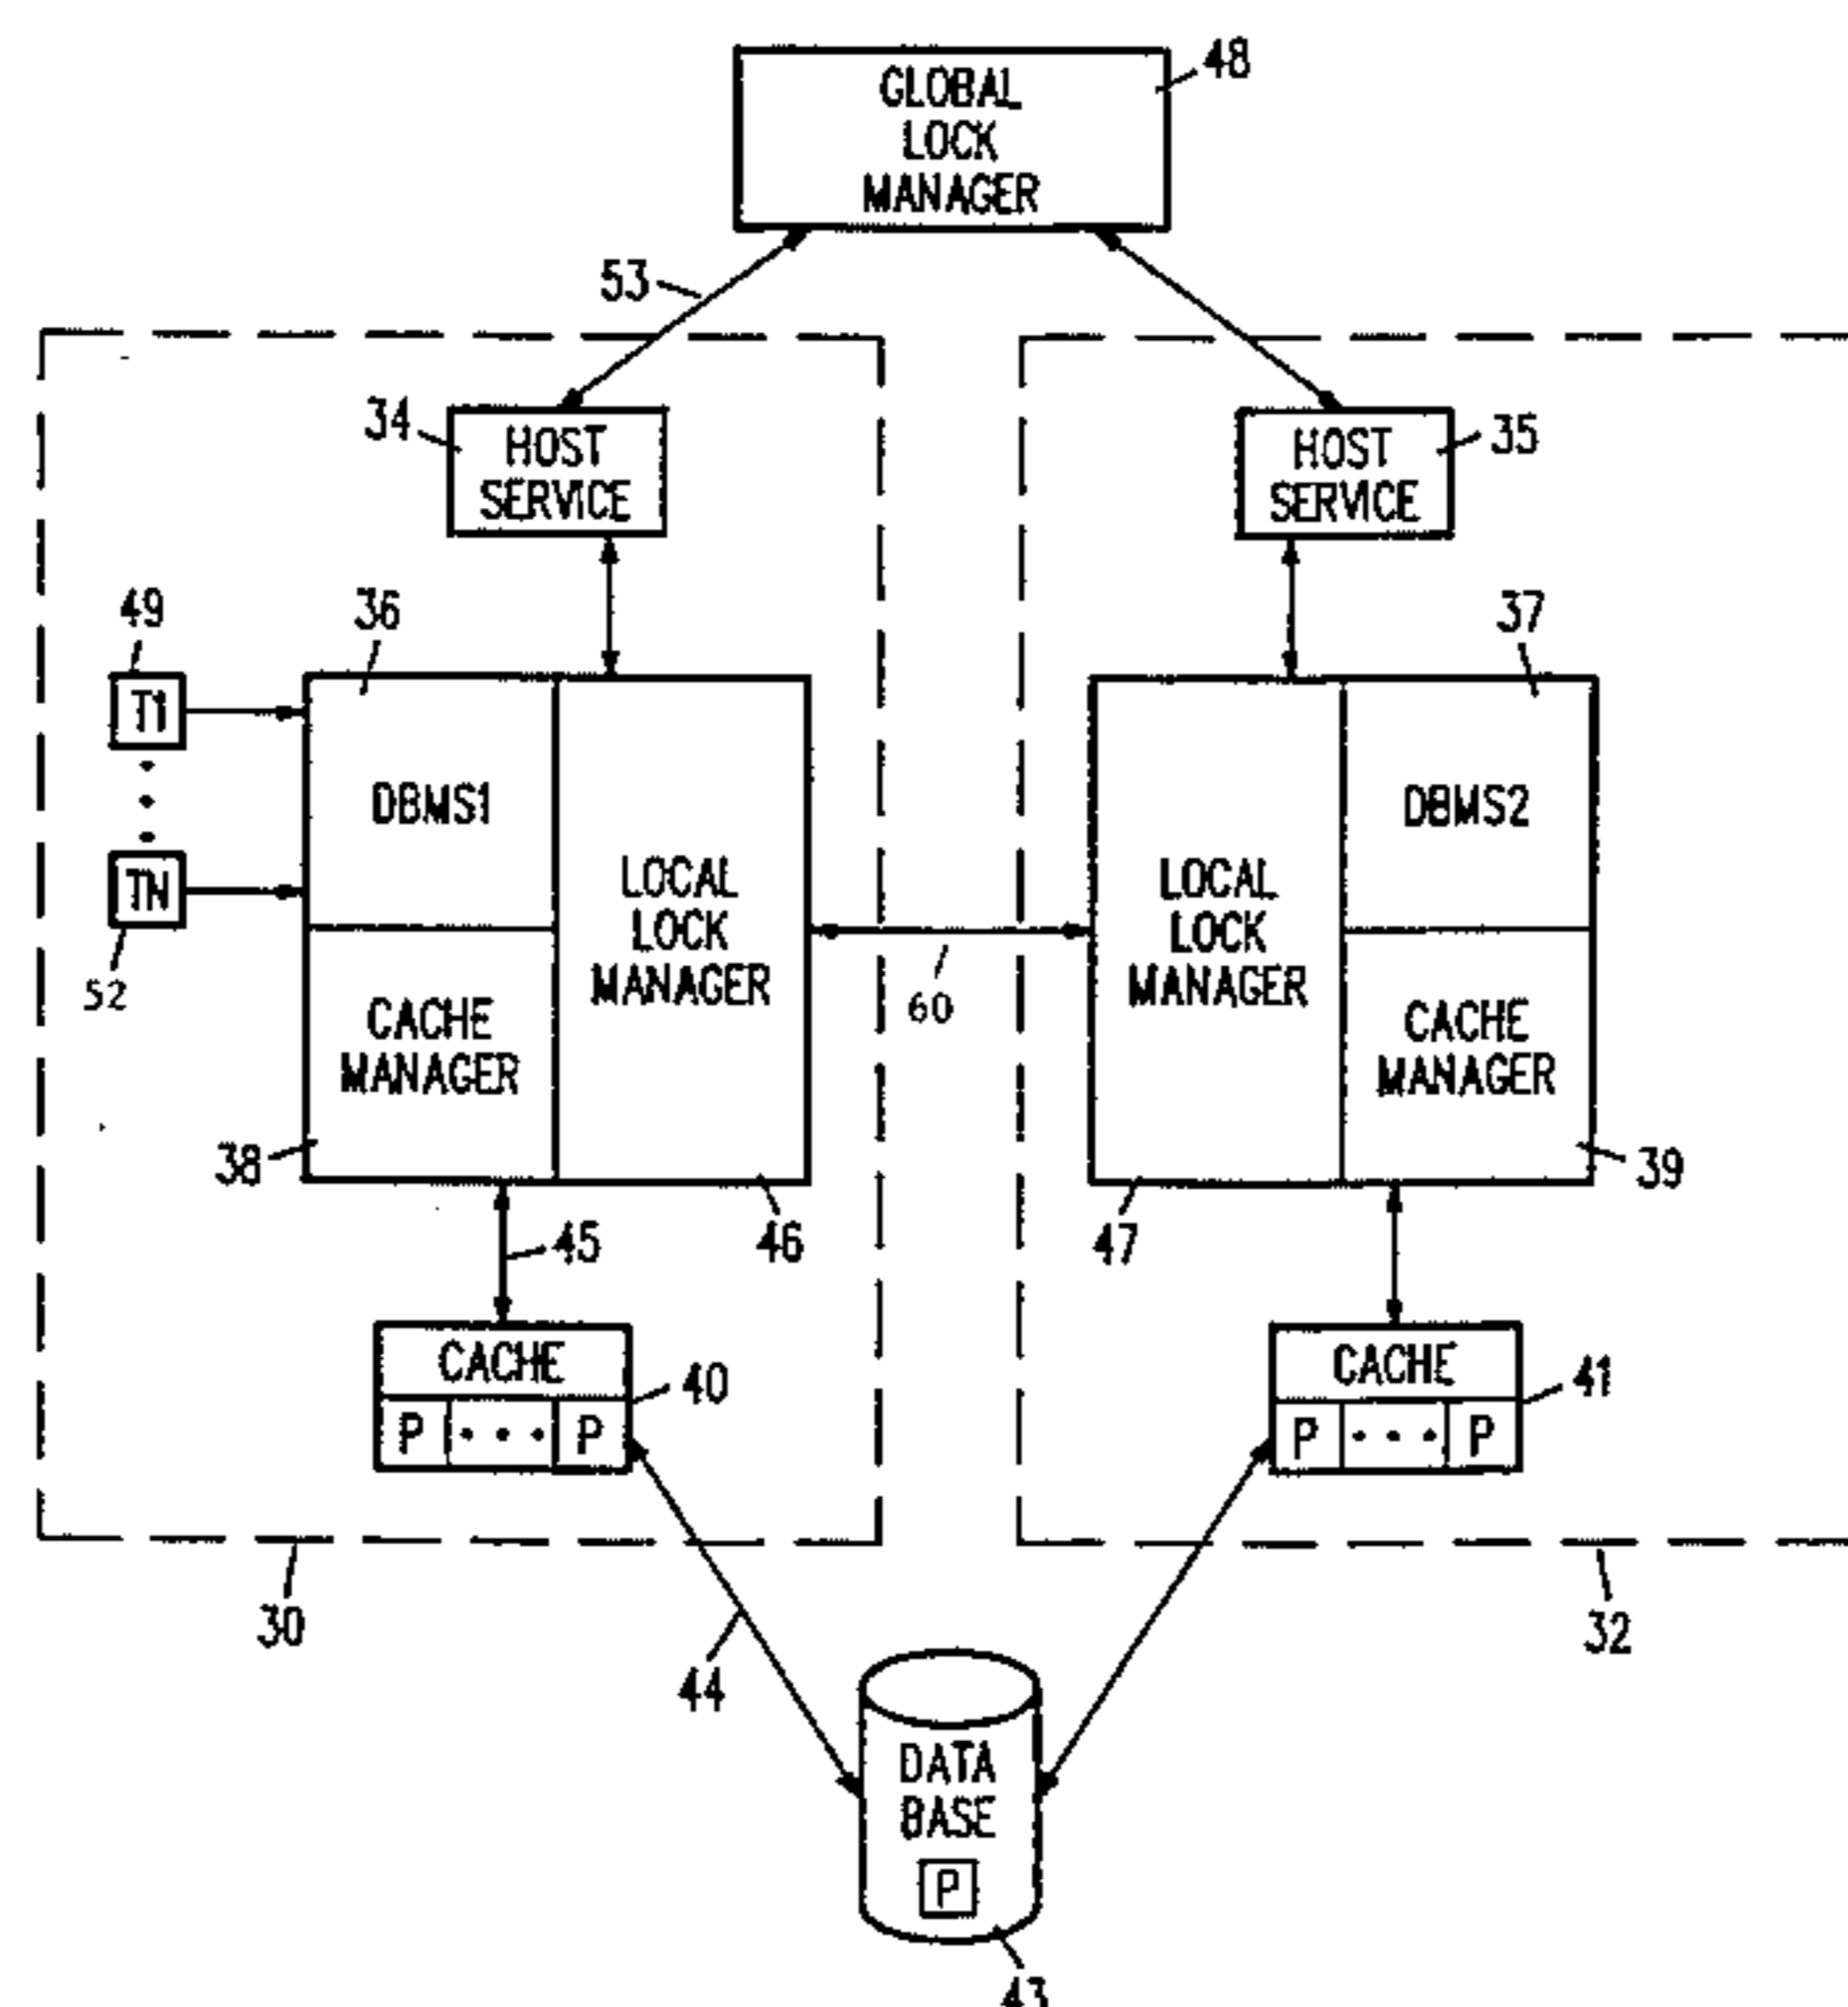 GLOBAL
LOCK
MANAGER
48
53
34
HOST
SERVICE
HOST
SERVICE
35
49
36
37
T1
DBMS1
DBMS2
TN
52
LOCAL
LOCK
MANAGER
60
LOCAL
LOCK
MANAGER
CACHE
MANAGER
CACHE
MANAGER
38
39
45
46
47
CACHE
40
P
P
CACHE
41
P
P
30
32
44
DATA
BASE
P
43